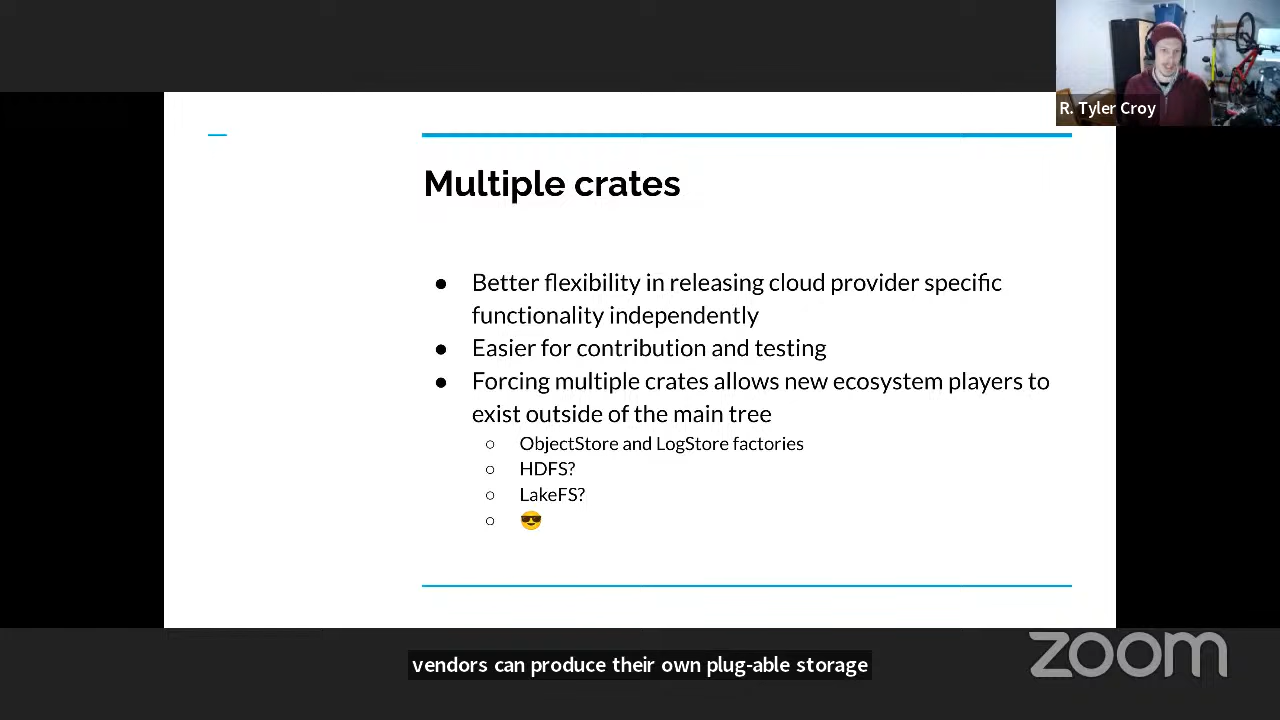 R. Tyler Croy
Multiple crates
● Better flexibility in releasing cloud provider specific
functionality independently
● Easier for contribution and testing
● Forcing multiple crates allows new ecosystem players to
exist outside of the main tree
○ ObjectStore and LogStore factories
○ HDFS?
○ LakeFS?
○ 😎
vendors can produce their own plug-able storage
zoom